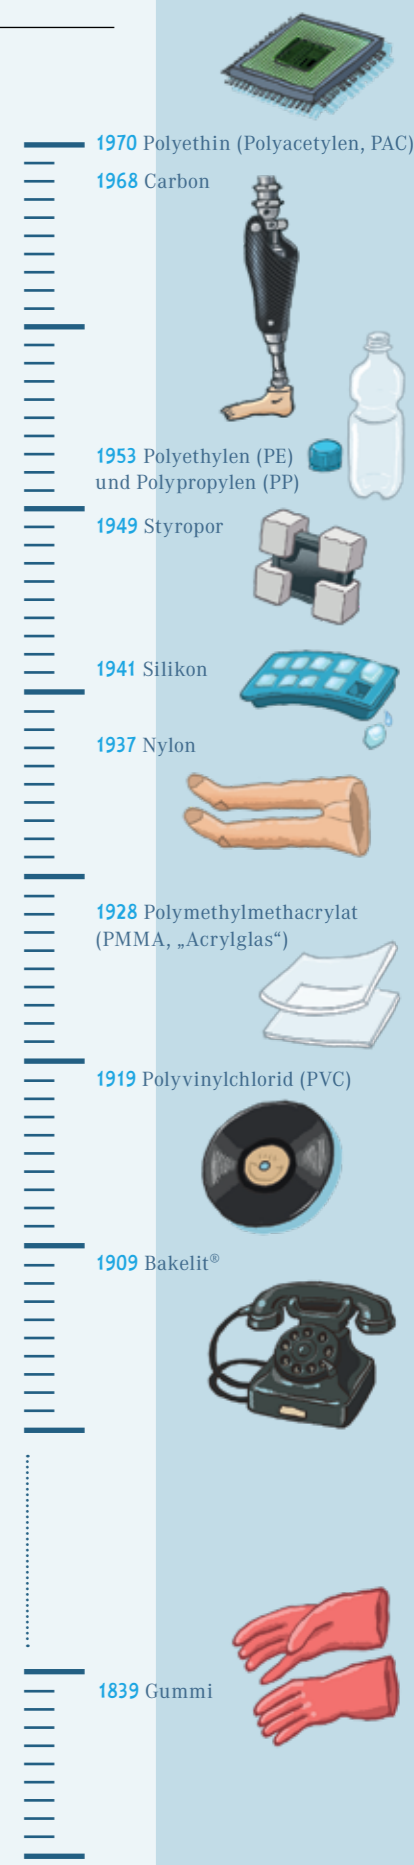 1970 Polyethin (Polyacetylen, PAC)
1968 Carbon
1953 Polyethylen (PE)
und Polypropylen (PP)
1949 Styropor
1941 Silikon
1937 Nylon
1928 Polymethylmethacrylat
(PMMA, „Acrylglas“)
1919 Polyvinylchlorid (PVC)
1909 Bakelit®
1839 Gummi